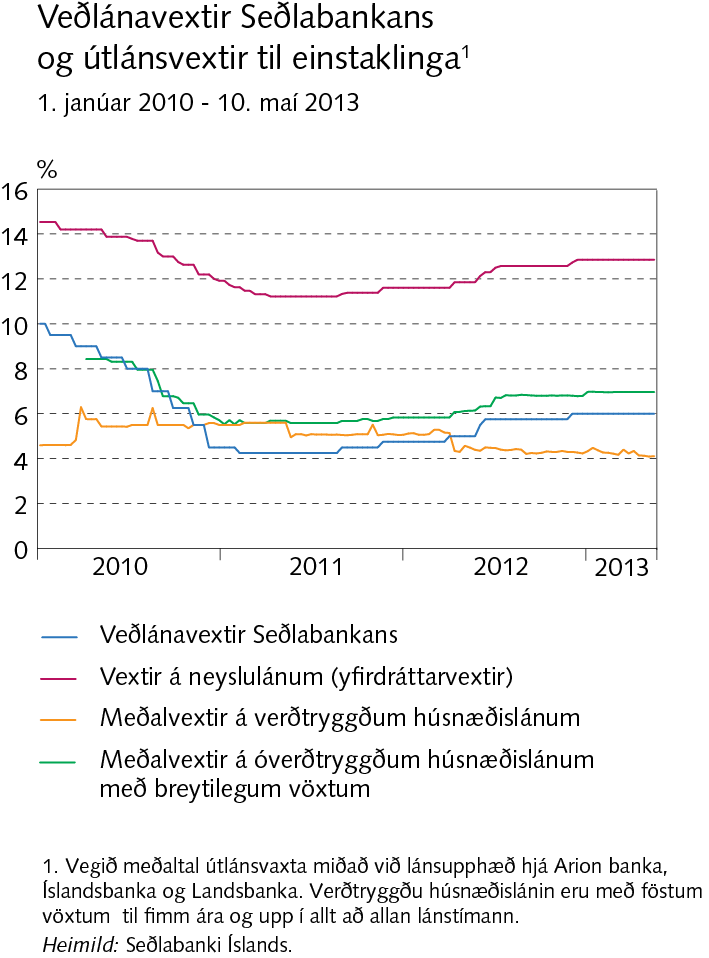 Veðlánavextir Seðlabankans
og útlánsvextir til einstaklinga¹
1. janúar 2010 - 10. maí 2013
%
16
14
12
10
8
6
4
2
0
2010 2011 2012 2013
Veðlánavextir Seðlabankans
Vextir á neyslulánum (yfirdráttarvextir)
Meðalvextir á verðtryggðum húsnæðislánum
Meðalvextir á óverðtryggðum húsnæðislánum
með breytilegum vöxtum
1. Vegið meðaltal útlánsvaxta miðað við lánsupphæð hjá Arion banka,
Íslandsbanka og Landsbanka. Verðtryggðu húsnæðislánin eru með föstum
vöxtum til fimm ára og upp í allt að allan lánstímann.
Heimild: Seðlabanki Íslands.